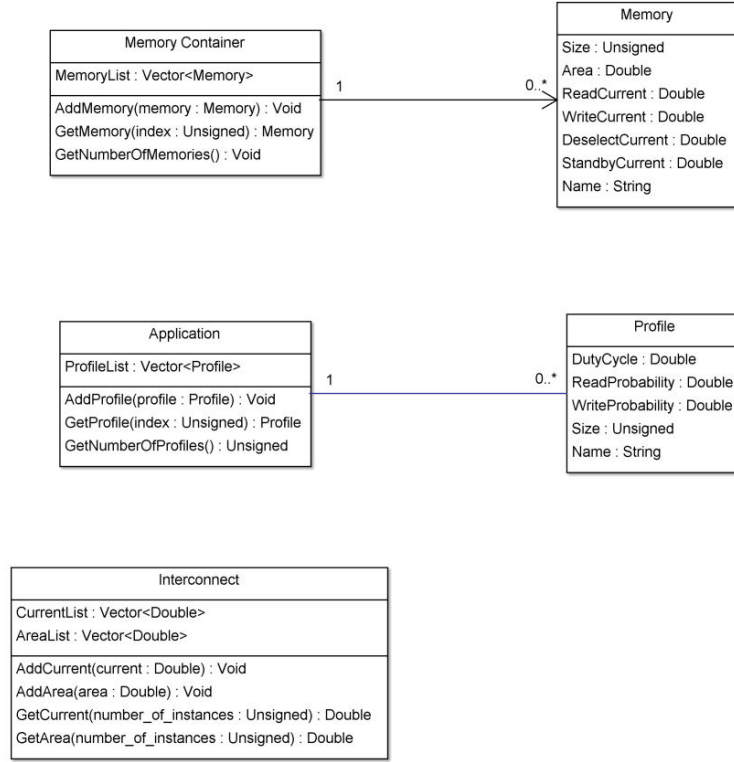 Memory Container
MemoryList : Vector<Memory>
AddMemory(memory : Memory) : Void
GetMemory(index : Unsigned) : Memory
GetNumberOfMemories() : Void
1
0..*
Memory
Size : Unsigned
Area : Double
ReadCurrent : Double
WriteCurrent : Double
DeselectCurrent : Double
StandbyCurrent : Double
Name : String
Application
ProfileList : Vector<Profile>
AddProfile(profile : Profile) : Void
GetProfile(index : Unsigned) : Profile
GetNumberOfProfiles() : Unsigned
1
0..*
Profile
DutyCycle : Double
ReadProbability : Double
WriteProbability : Double
Size : Unsigned
Name : String
Interconnect
CurrentList : Vector<Double>
AreaList : Vector<Double>
AddCurrent(current : Double) : Void
AddArea(area : Double) : Void
GetCurrent(number_of_instances : Unsigned) : Double
GetArea(number_of_instances : Unsigned) : Double